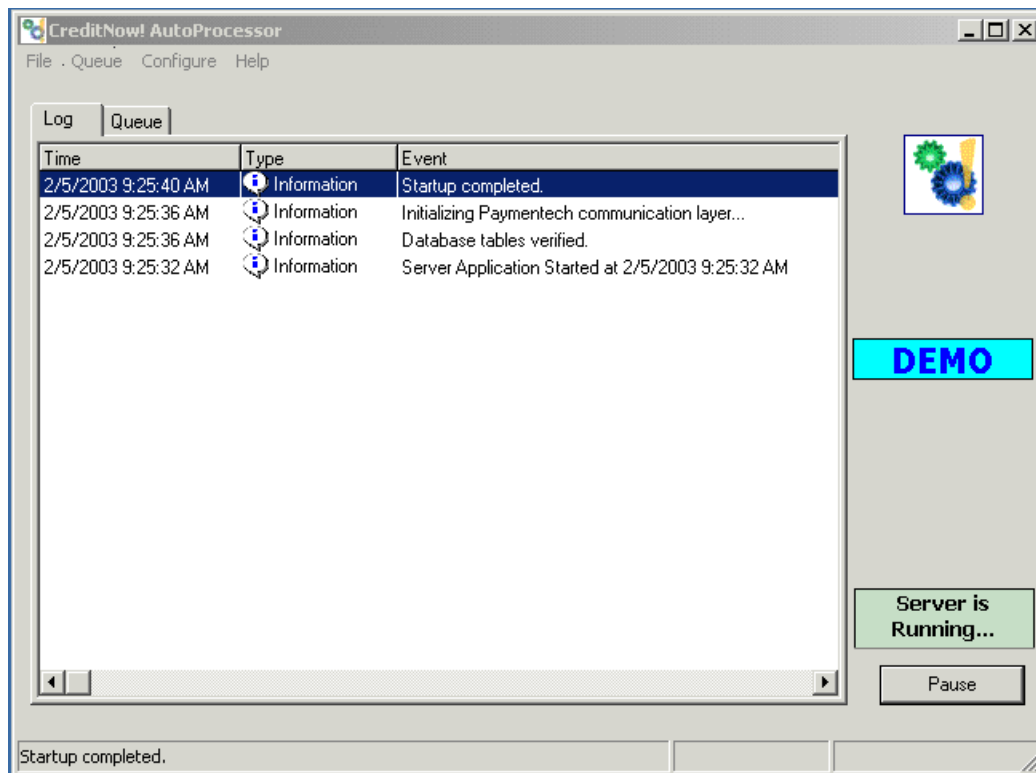 CreditNow! AutoProcessor
File Queue Configure Help
Log Queue
Time Type Event
2/5/2003 9:25:40 AM Information Startup completed.
2/5/2003 9:25:36 AM Information Initializing Paymentech communication layer...
2/5/2003 9:25:36 AM Information Database tables verified.
2/5/2003 9:25:32 AM Information Server Application Started at 2/5/2003 9:25:32 AM
DEMO
Server is
Running...
Pause
Startup completed.